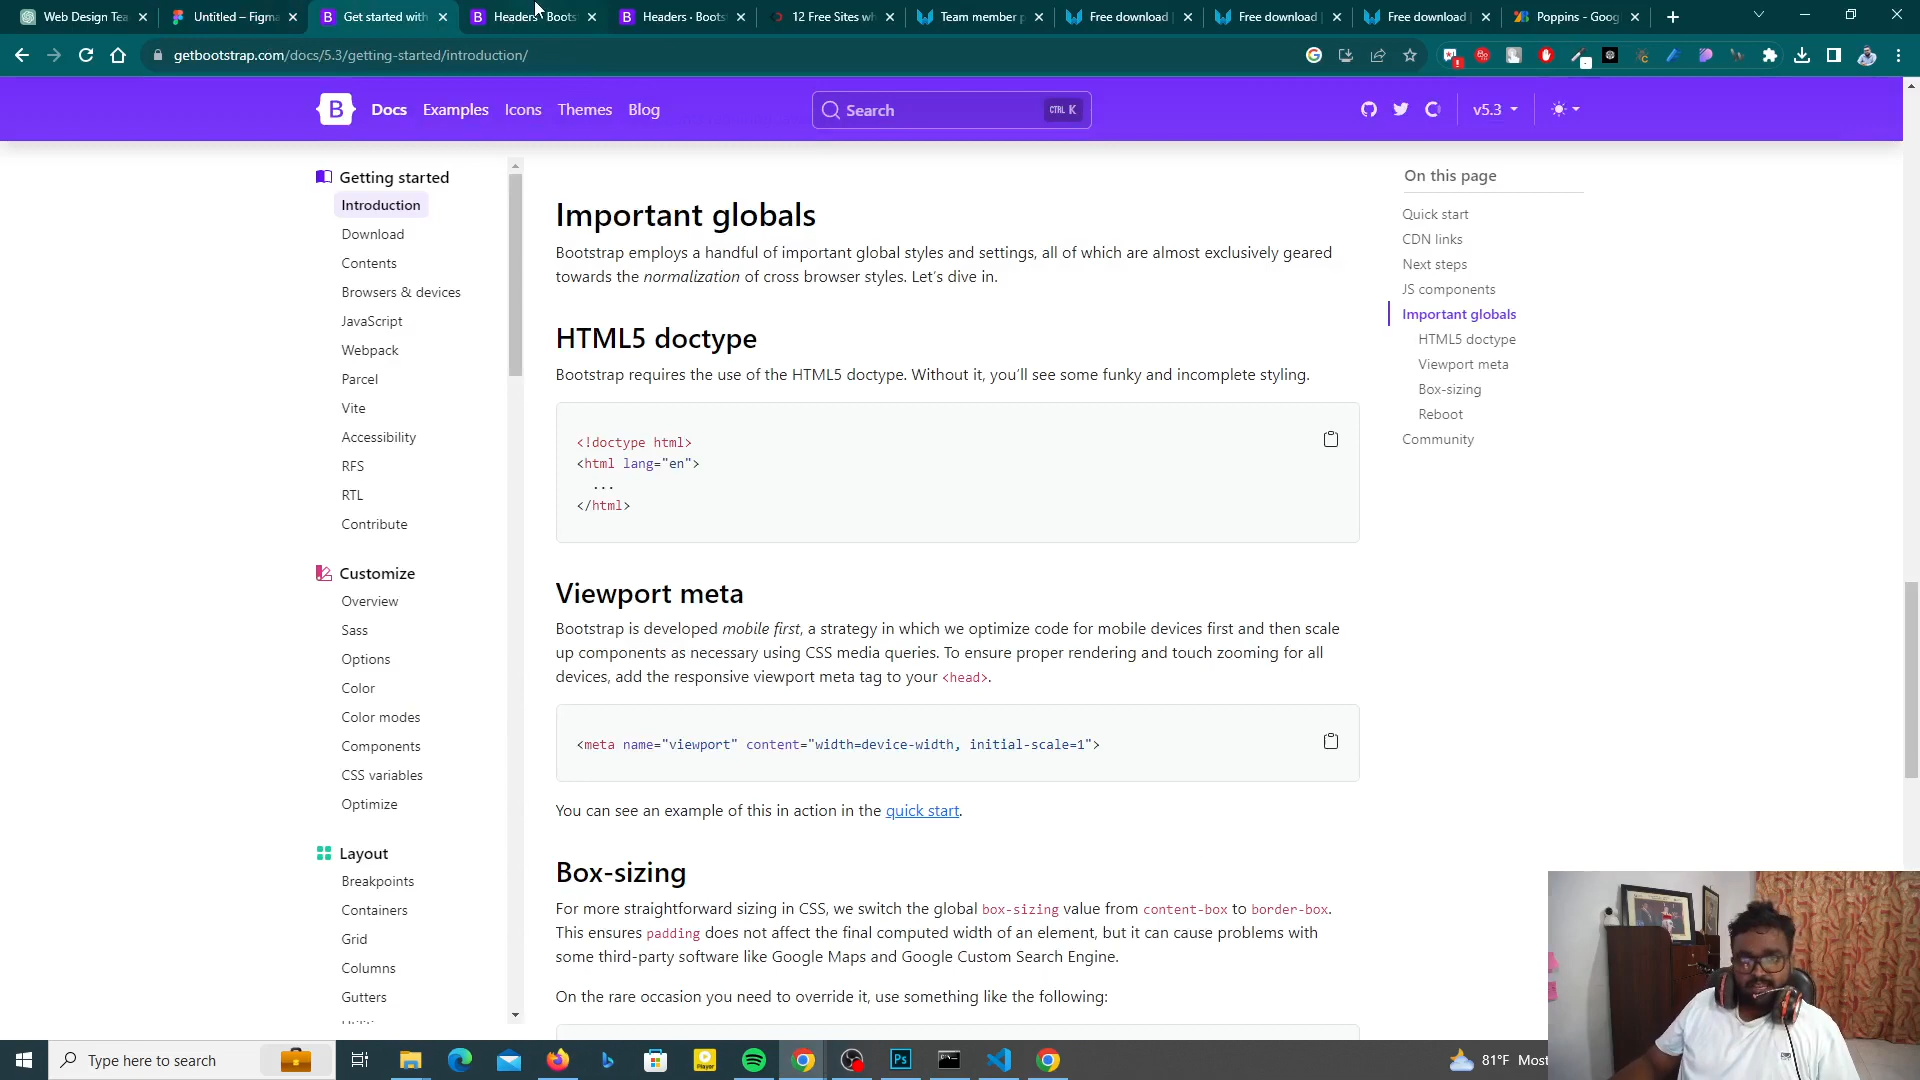 Web Design Tea
Untitled – Figma
Get started with
Headers · Boots
Headers · Boots
12 Free Sites wh
Team member p
Free download
Free download
Free download
Poppins - Goog
getbootstrap.com/docs/5.3/getting-started/introduction/
B Docs Examples Icons Themes Blog
Search
CTRL K
v5.3
Getting started
Introduction
Download
Contents
Browsers & devices
JavaScript
Webpack
Parcel
Vite
Accessibility
RFS
RTL
Contribute
Customize
Overview
Sass
Options
Color
Color modes
Components
CSS variables
Optimize
Layout
Breakpoints
Containers
Grid
Columns
Gutters
Important globals
Bootstrap employs a handful of important global styles and settings, all of which are almost exclusively geared
towards the normalization of cross browser styles. Let’s dive in.
HTML5 doctype
Bootstrap requires the use of the HTML5 doctype. Without it, you’ll see some funky and incomplete styling.
<!doctype html>
<html lang="en">
...
</html>
Viewport meta
Bootstrap is developed mobile first, a strategy in which we optimize code for mobile devices first and then scale
up components as necessary using CSS media queries. To ensure proper rendering and touch zooming for all
devices, add the responsive viewport meta tag to your <head>.
<meta name="viewport" content="width=device-width, initial-scale=1">
You can see an example of this in action in the quick start.
Box-sizing
For more straightforward sizing in CSS, we switch the global box-sizing value from content-box to border-box.
This ensures padding does not affect the final computed width of an element, but it can cause problems with
some third-party software like Google Maps and Google Custom Search Engine.
On the rare occasion you need to override it, use something like the following:
On this page
Quick start
CDN links
Next steps
JS components
Important globals
HTML5 doctype
Viewport meta
Box-sizing
Reboot
Community
Type here to search
Player
Ps
81°F Most